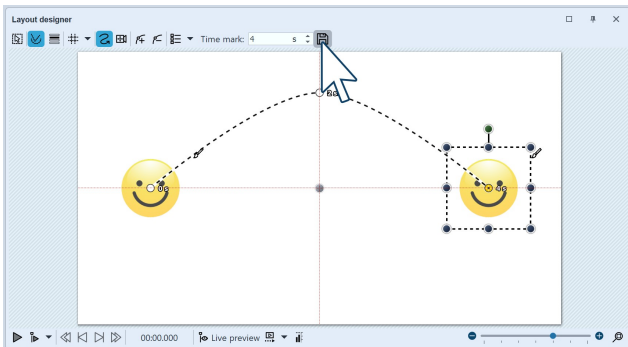 Layout designer
Time mark: 4 s
2s
0s
4s
00:00.000 Live preview